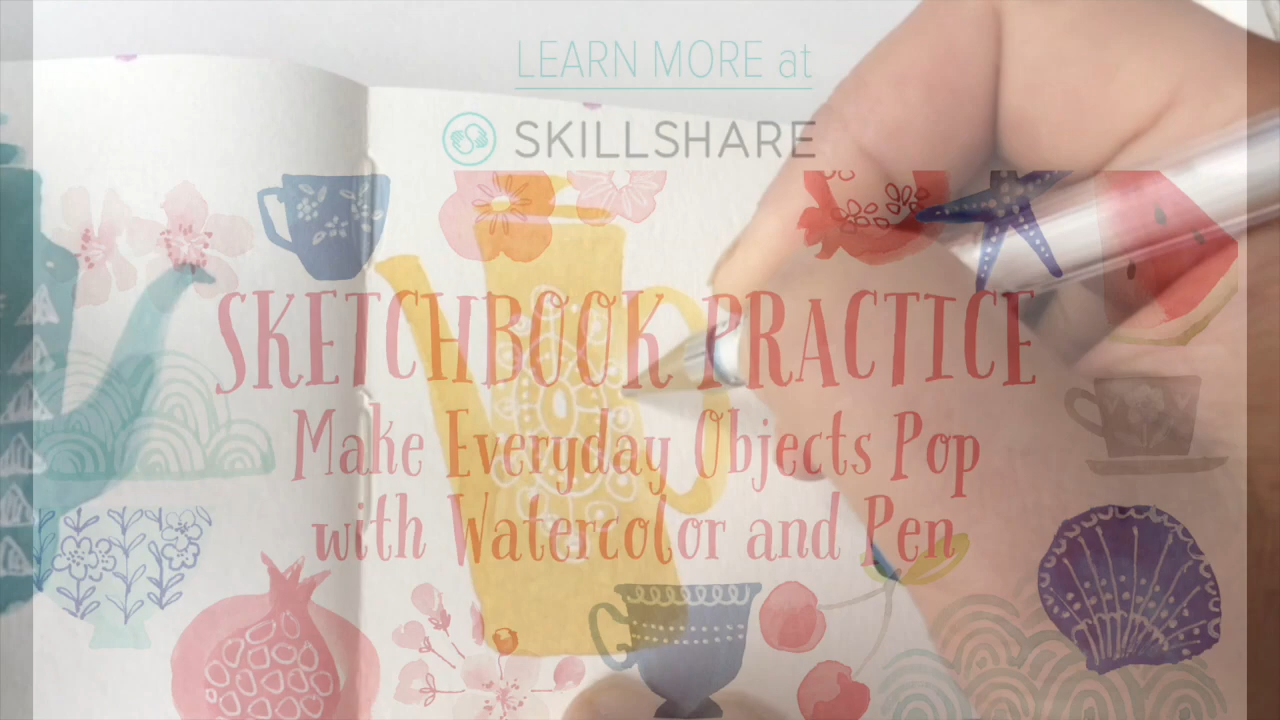 LEARN MORE at
SKILLSHARE
SKETCHBOOK PRACTICE
Make Everyday Objects Pop
with Watercolor and Pen